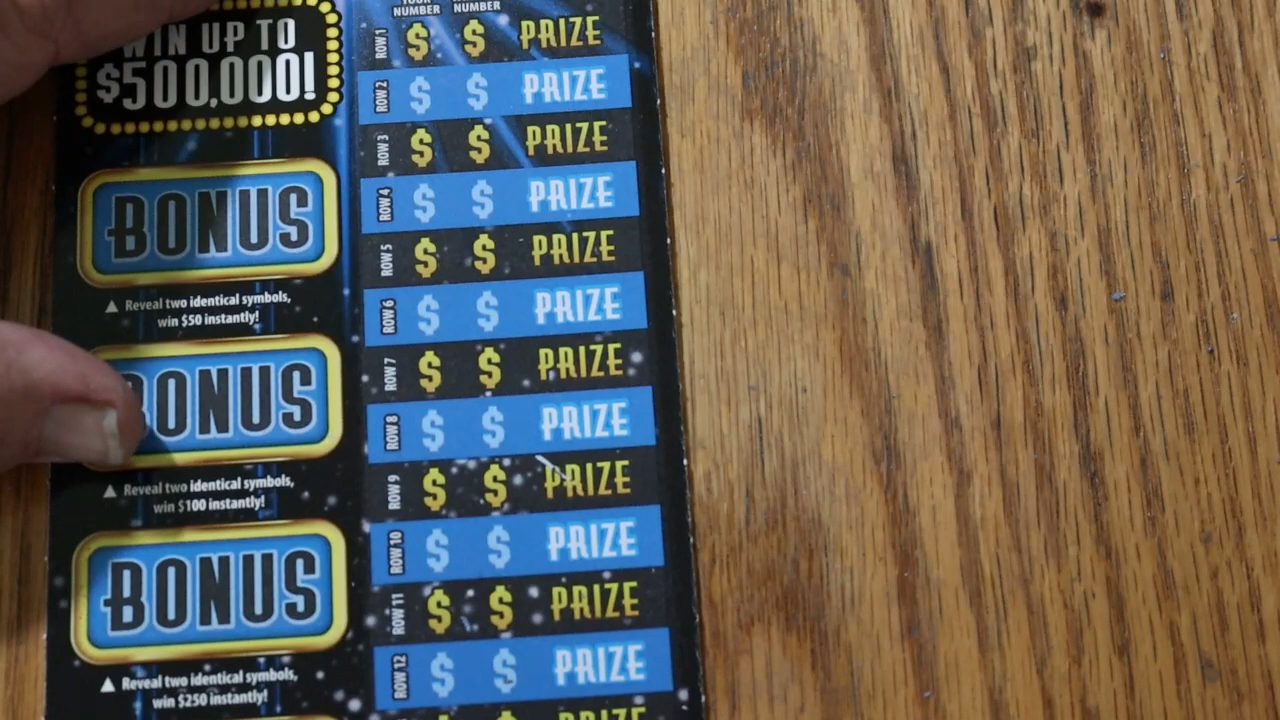 WIN UP TO
$500,000!
BONUS
▲ Reveal two identical symbols,
win $50 instantly!
BONUS
▲ Reveal two identical symbols,
win $100 instantly!
BONUS
▲ Reveal two identical symbols,
win $250 instantly!
YOUR NUMBER
NUMBER
ROW 1 $ $ PRIZE
ROW 2 $ $ PRIZE
ROW 3 $ $ PRIZE
ROW 4 $ $ PRIZE
ROW 5 $ $ PRIZE
ROW 6 $ $ PRIZE
ROW 7 $ $ PRIZE
ROW 8 $ $ PRIZE
ROW 9 $ $ PRIZE
ROW 10 $ $ PRIZE
ROW 11 $ $ PRIZE
ROW 12 $ $ PRIZE
$ $ PRIZE